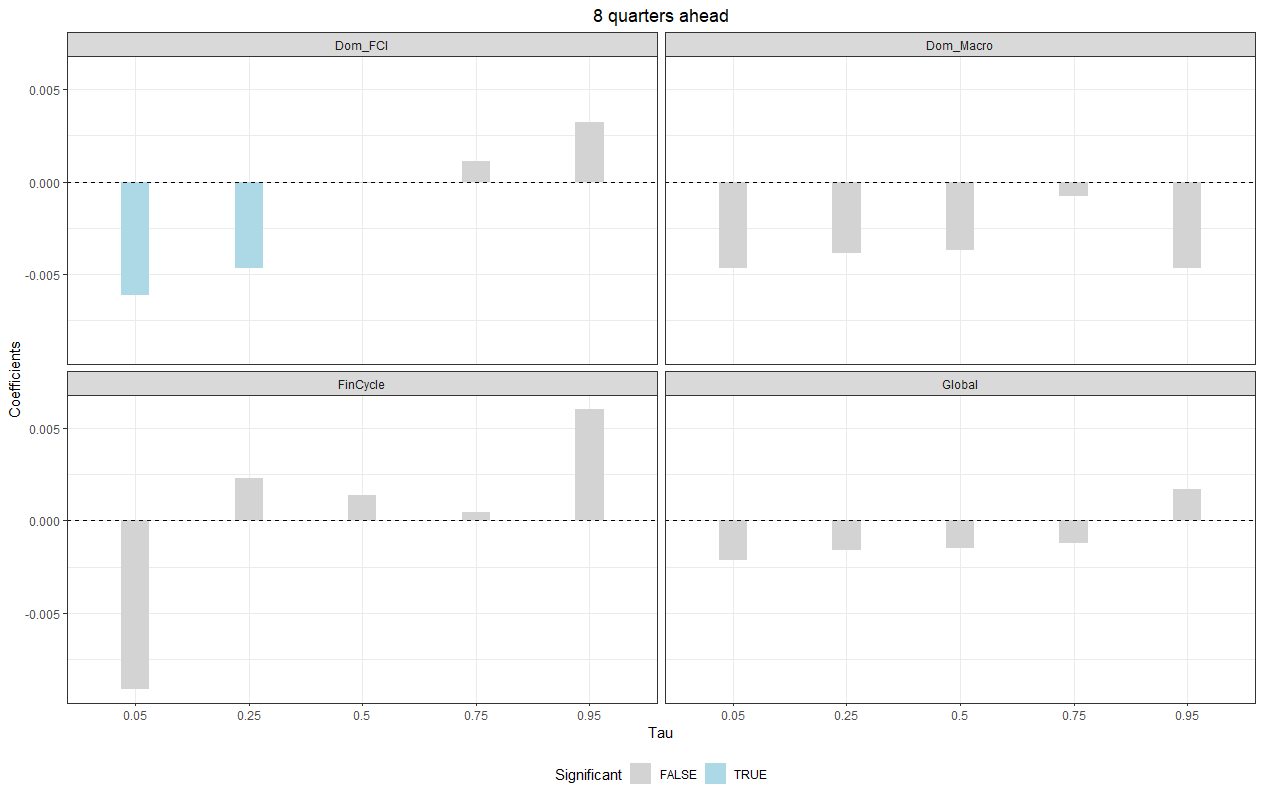 8 quarters ahead
Dom_FCI
Dom_Macro
0.005
0.000
-0.005
FinCycle
Global
0.005
0.000
-0.005
Coefficients
0.05 0.25 0.5 0.75 0.95
0.05 0.25 0.5 0.75 0.95
Tau
Significant FALSE TRUE